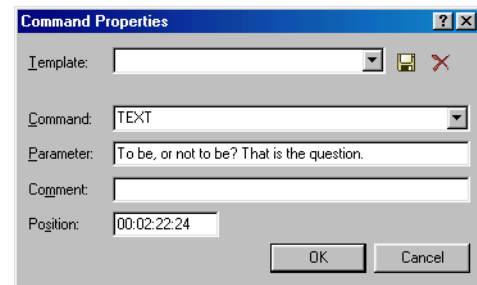 Command Properties
Template:
Command: TEXT
Parameter: To be, or not to be? That is the question.
Comment:
Position: 00:02:22:24
OK Cancel